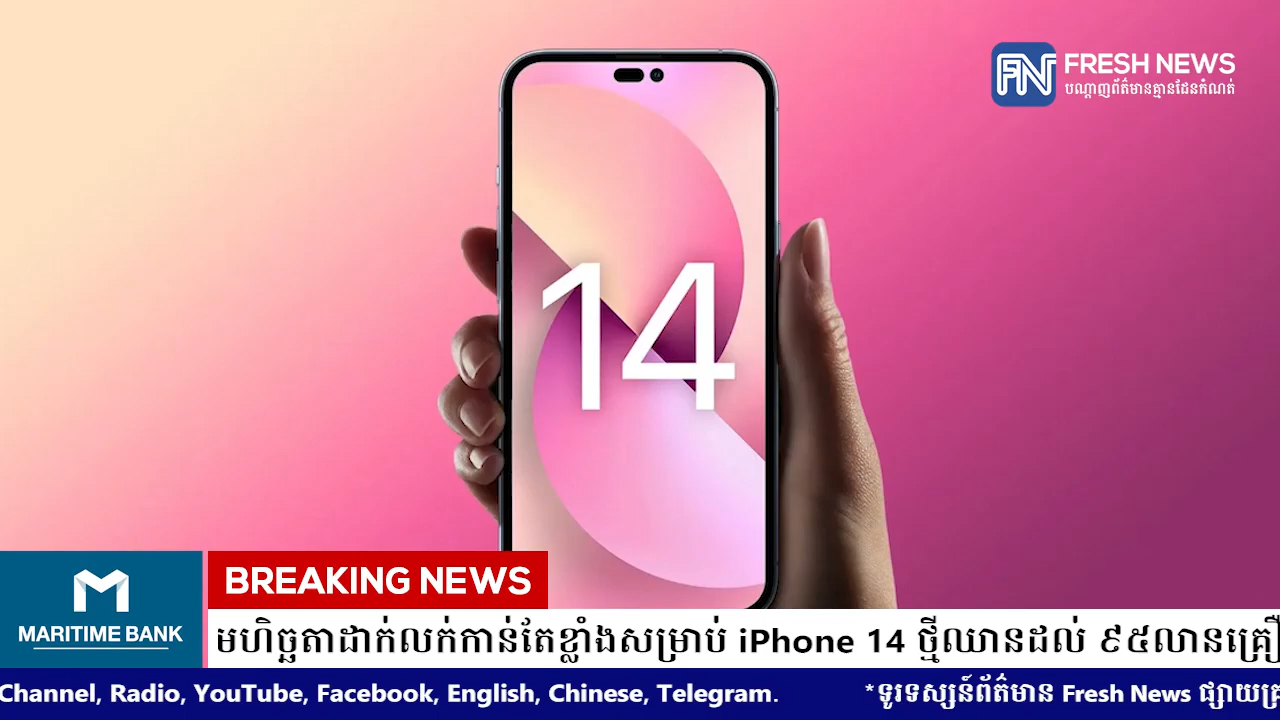 FRESH NEWS
បណ្តាញព័ត៌មានគ្មានដែនកំណត់
14
BREAKING NEWS
MARITIME BANK
មហិច្ឆតាដាក់លក់កាន់តែខ្លាំងសម្រាប់ iPhone 14 ថ្មីឈានដល់ ៩៥លានគ្រឿ
Channel, Radio, YouTube, Facebook, English, Chinese, Telegram.
*ទូរទស្សន៍ព័ត៌មាន Fresh News ផ្សាយគ្រ